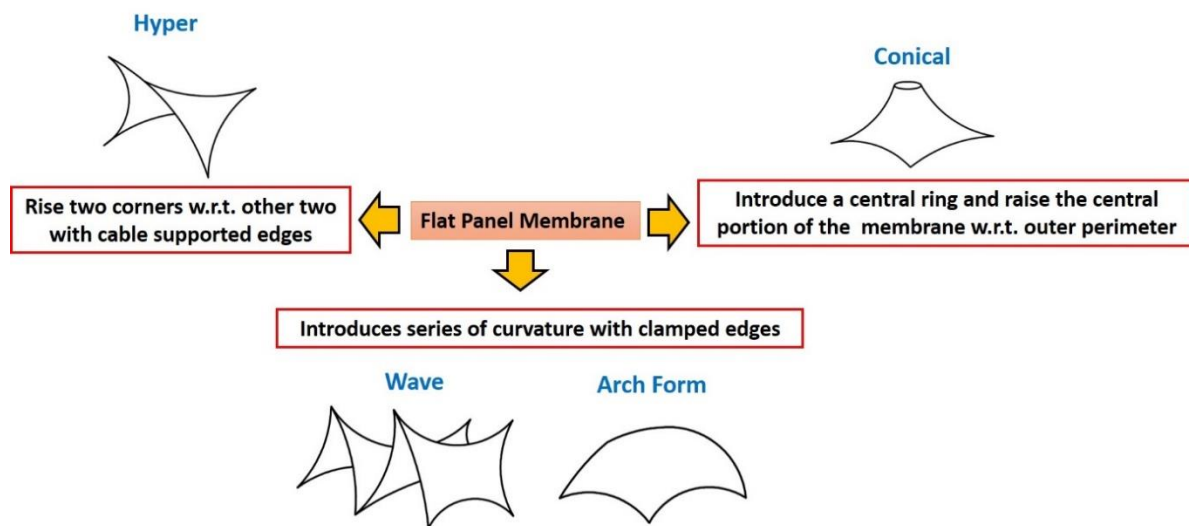 Hyper
Conical
Rise two corners w.r.t. other two
with cable supported edges
Flat Panel Membrane
Introduce a central ring and raise the central
portion of the membrane w.r.t. outer perimeter
Introduces series of curvature with clamped edges
Wave
Arch Form